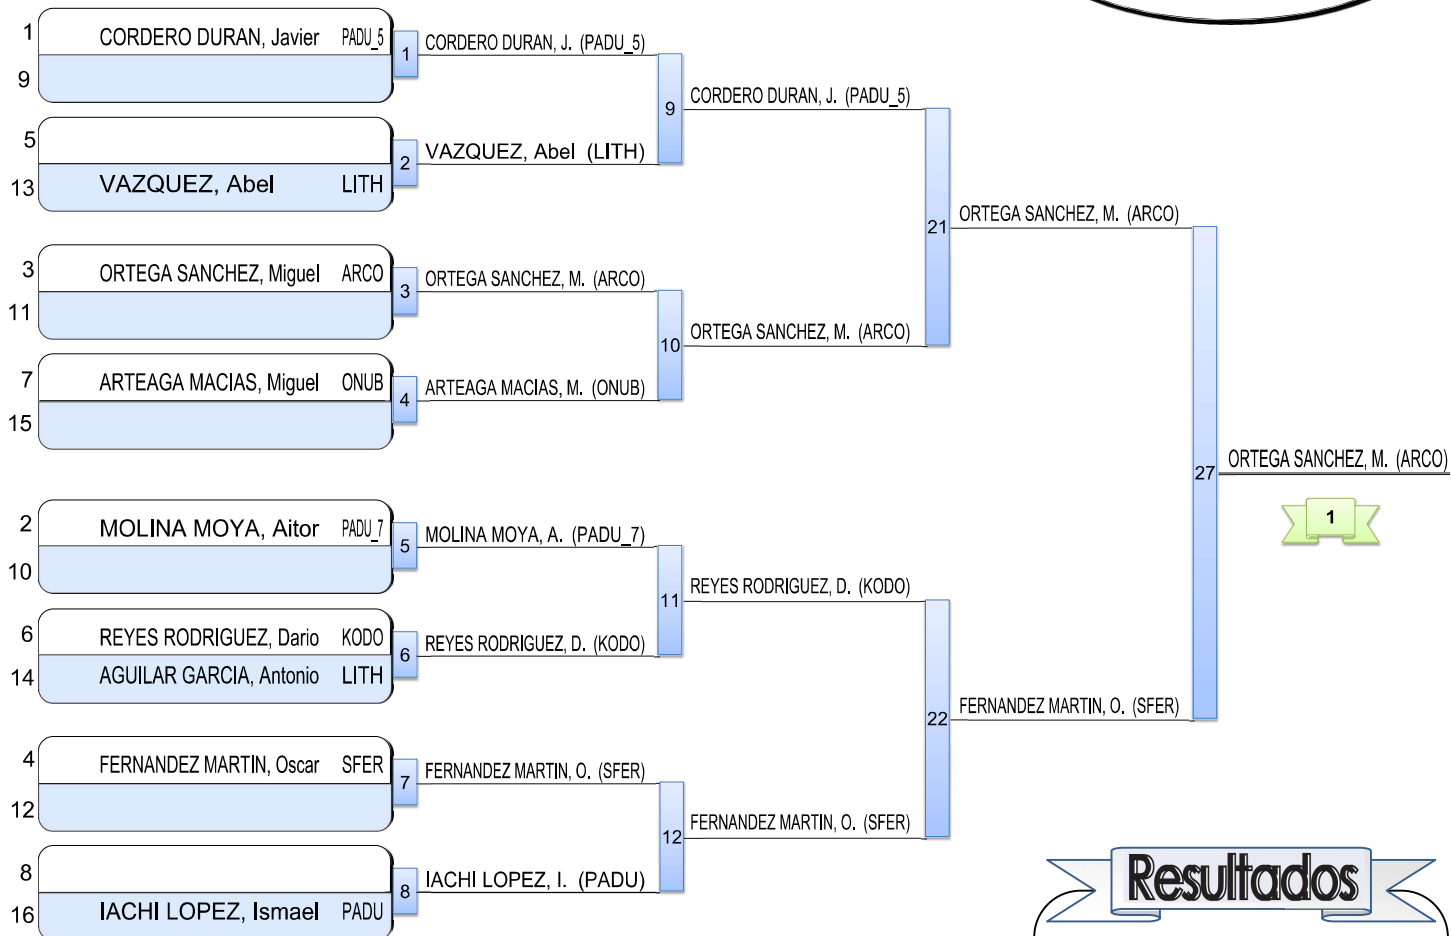 1 CORDERO DURAN, Javier PADU_5
9
1
CORDERO DURAN, J. (PADU_5)
5
13 VAZQUEZ, Abel LITH
2
VAZQUEZ, Abel (LITH)
9
CORDERO DURAN, J. (PADU_5)
3 ORTEGA SANCHEZ, Miguel ARCO
11
3
ORTEGA SANCHEZ, M. (ARCO)
7 ARTEAGA MACIAS, Miguel ONUB
15
4
ARTEAGA MACIAS, M. (ONUB)
10
ORTEGA SANCHEZ, M. (ARCO)
21
ORTEGA SANCHEZ, M. (ARCO)
2 MOLINA MOYA, Aitor PADU_7
10
5
MOLINA MOYA, A. (PADU_7)
6 REYES RODRIGUEZ, Dario KODO
14 AGUILAR GARCIA, Antonio LITH
6
REYES RODRIGUEZ, D. (KODO)
11
REYES RODRIGUEZ, D. (KODO)
4 FERNANDEZ MARTIN, Oscar SFER
12
7
FERNANDEZ MARTIN, O. (SFER)
8
16 IACHI LOPEZ, Ismael PADU
8
IACHI LOPEZ, I. (PADU)
12
FERNANDEZ MARTIN, O. (SFER)
22
FERNANDEZ MARTIN, O. (SFER)
27
ORTEGA SANCHEZ, M. (ARCO)
1
Resultados